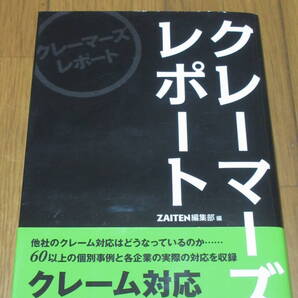 クレーマーズ
レポート
クレーマーズ
レポート
ZAITEN編集部 編
他社のクレーム対応はどうなっているのか……
60以上の個別事例と各企業の実際の対応を収録
クレーム対応